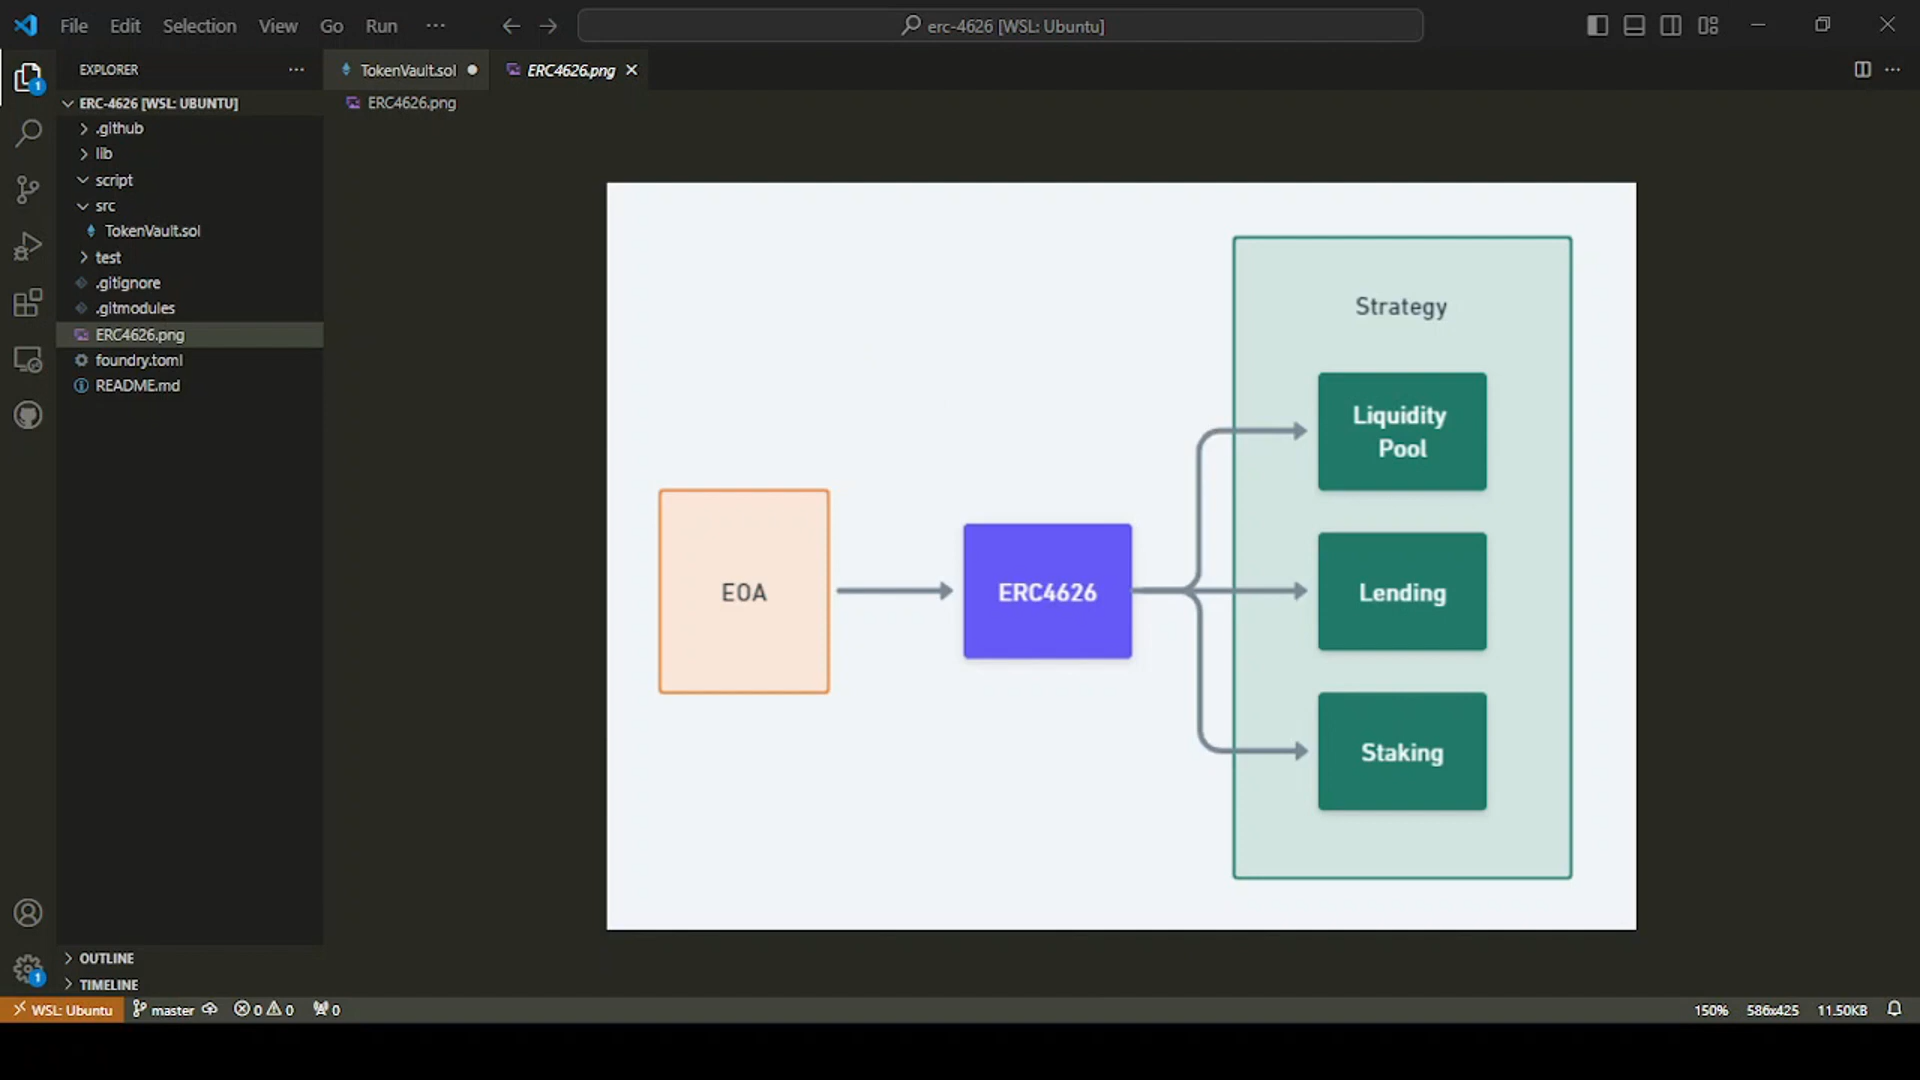 File Edit Selection View Go Run ···
erc-4626 [WSL: Ubuntu]
EXPLORER
TokenVault.sol
ERC4626.png
ERC-4626 [WSL: UBUNTU]
ERC4626.png
.github
lib
script
src
TokenVault.sol
test
.gitignore
.gitmodules
ERC4626.png
foundry.toml
README.md
Strategy
Liquidity
Pool
EOA
ERC4626
Lending
Staking
OUTLINE
TIMELINE
1
1
WSL: Ubuntu master 0 0 0 150% 586x425 11.50KB